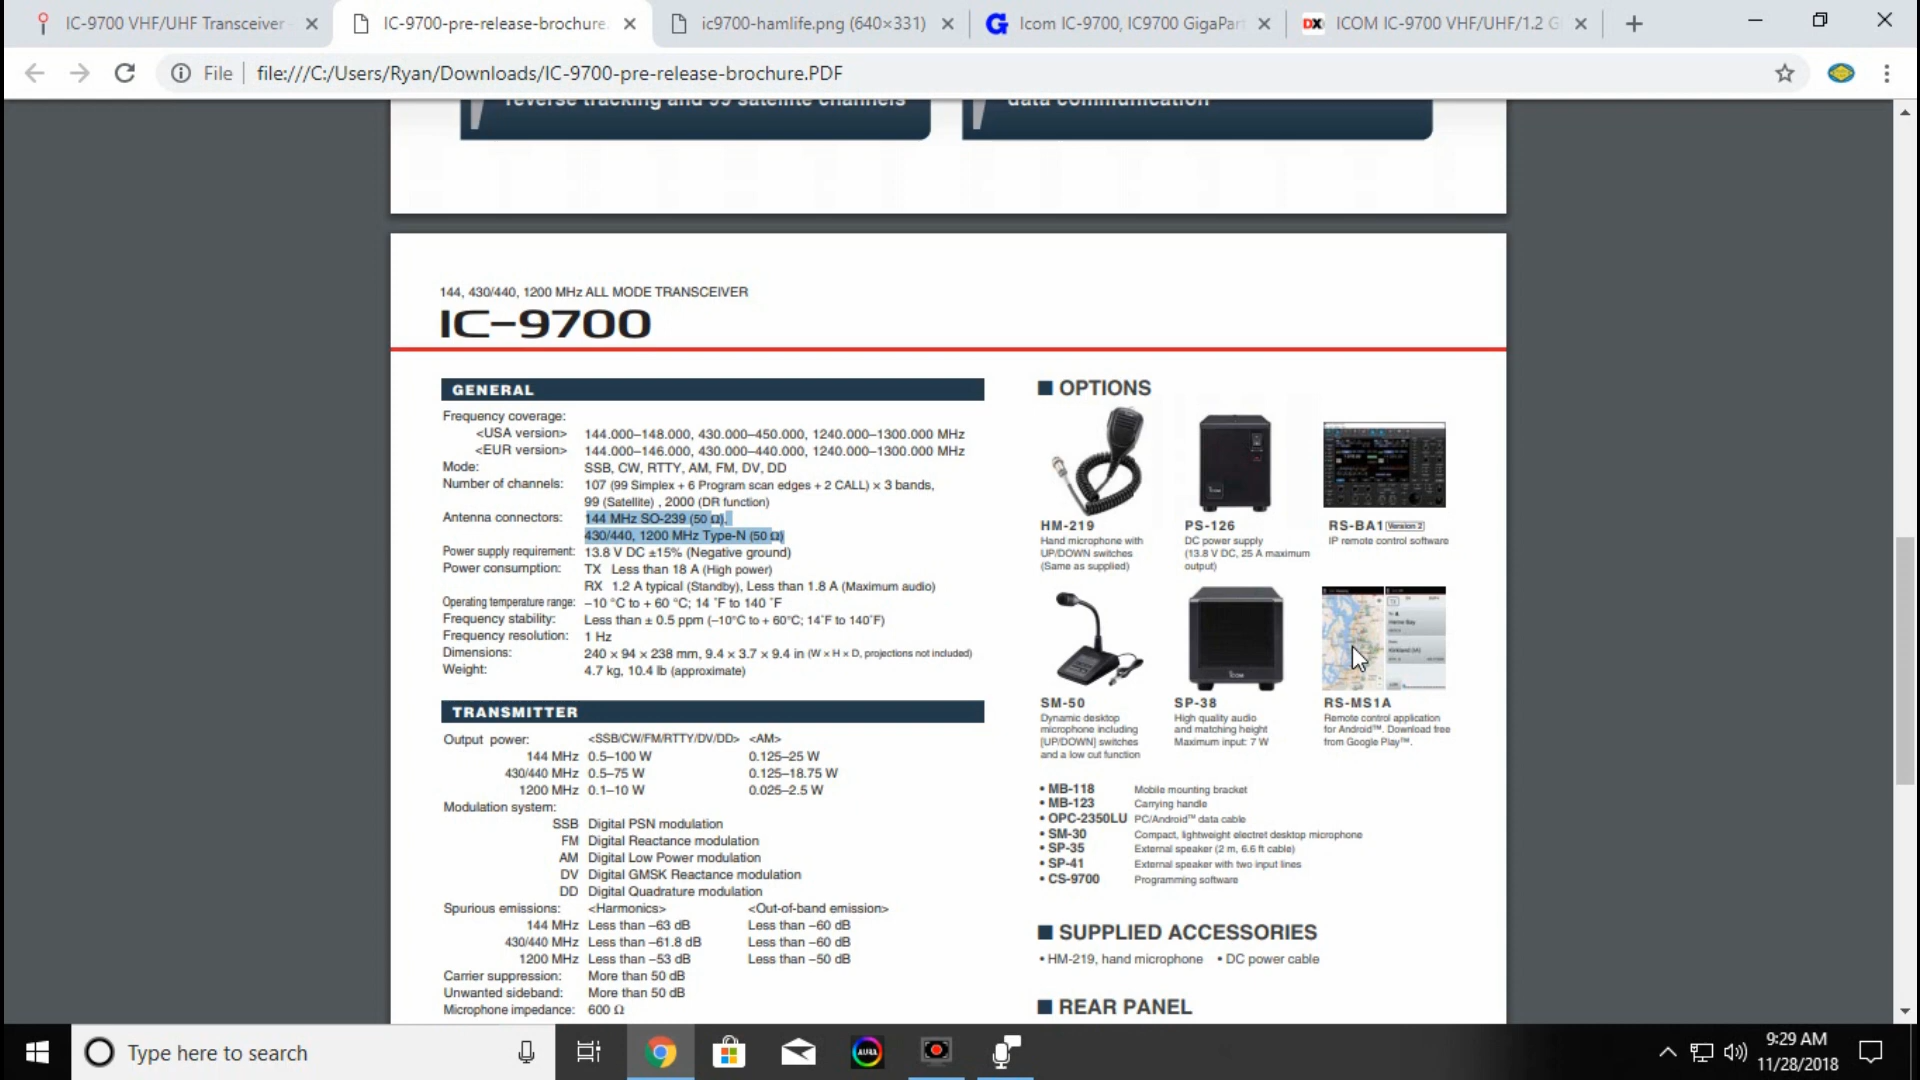 IC-9700 VHF/UHF Transceiver
IC-9700-pre-release-brochure.
ic9700-hamlife.png (640×331)
Icom IC-9700, IC9700 GigaPar
ICOM IC-9700 VHF/UHF/1.2 G
File
file:///C:/Users/Ryan/Downloads/IC-9700-pre-release-brochure.PDF
reverse tracking and 99 satellite channels
data communication
144, 430/440, 1200 MHz ALL MODE TRANSCEIVER
IC-9700
GENERAL
Frequency coverage:
<USA version> 144.000–148.000, 430.000–450.000, 1240.000–1300.000 MHz
<EUR version> 144.000–146.000, 430.000–440.000, 1240.000–1300.000 MHz
Mode: SSB, CW, RTTY, AM, FM, DV, DD
Number of channels: 107 (99 Simplex + 6 Program scan edges + 2 CALL) × 3 bands,
99 (Satellite) , 2000 (DR function)
Antenna connectors: 144 MHz SO-239 (50 Ω),
430/440, 1200 MHz Type-N (50 Ω)
Power supply requirement: 13.8 V DC ±15% (Negative ground)
Power consumption: TX Less than 18 A (High power)
RX 1.2 A typical (Standby), Less than 1.8 A (Maximum audio)
Operating temperature range: –10 °C to + 60 °C; 14 ˚F to 140 ˚F
Frequency stability: Less than ± 0.5 ppm (–10°C to + 60°C; 14˚F to 140˚F)
Frequency resolution: 1 Hz
Dimensions: 240 × 94 × 238 mm, 9.4 × 3.7 × 9.4 in (W × H × D, projections not included)
Weight: 4.7 kg, 10.4 lb (approximate)
TRANSMITTER
Output power: <SSB/CW/FM/RTTY/DV/DD> <AM>
144 MHz 0.5–100 W 0.125–25 W
430/440 MHz 0.5–75 W 0.125–18.75 W
1200 MHz 0.1–10 W 0.025–2.5 W
Modulation system:
SSB Digital PSN modulation
FM Digital Reactance modulation
AM Digital Low Power modulation
DV Digital GMSK Reactance modulation
DD Digital Quadrature modulation
Spurious emissions: <Harmonics> <Out-of-band emission>
144 MHz Less than –63 dB Less than –60 dB
430/440 MHz Less than –61.8 dB Less than –60 dB
1200 MHz Less than –53 dB Less than –50 dB
Carrier suppression: More than 50 dB
Unwanted sideband: More than 50 dB
Microphone impedance: 600 Ω
OPTIONS
HM-219
Hand microphone with
UP/DOWN switches
(Same as supplied)
PS-126
DC power supply
(13.8 V DC, 25 A maximum
output)
RS-BA1 Version 2
IP remote control software
SM-50
Dynamic desktop
microphone including
[UP/DOWN] switches
and a low cut function
ICOM
SP-38
High quality audio
and matching height
Maximum input: 7 W
RS-MS1A
Remote control application
for Android™. Download free
from Google Play™.
• MB-118 Mobile mounting bracket
• MB-123 Carrying handle
• OPC-2350LU PC/Android™ data cable
• SM-30 Compact, lightweight electret desktop microphone
• SP-35 External speaker (2 m, 6.6 ft cable)
• SP-41 External speaker with two input lines
• CS-9700 Programming software
SUPPLIED ACCESSORIES
• HM-219, hand microphone • DC power cable
REAR PANEL
Type here to search
AURA
9:29 AM
11/28/2018